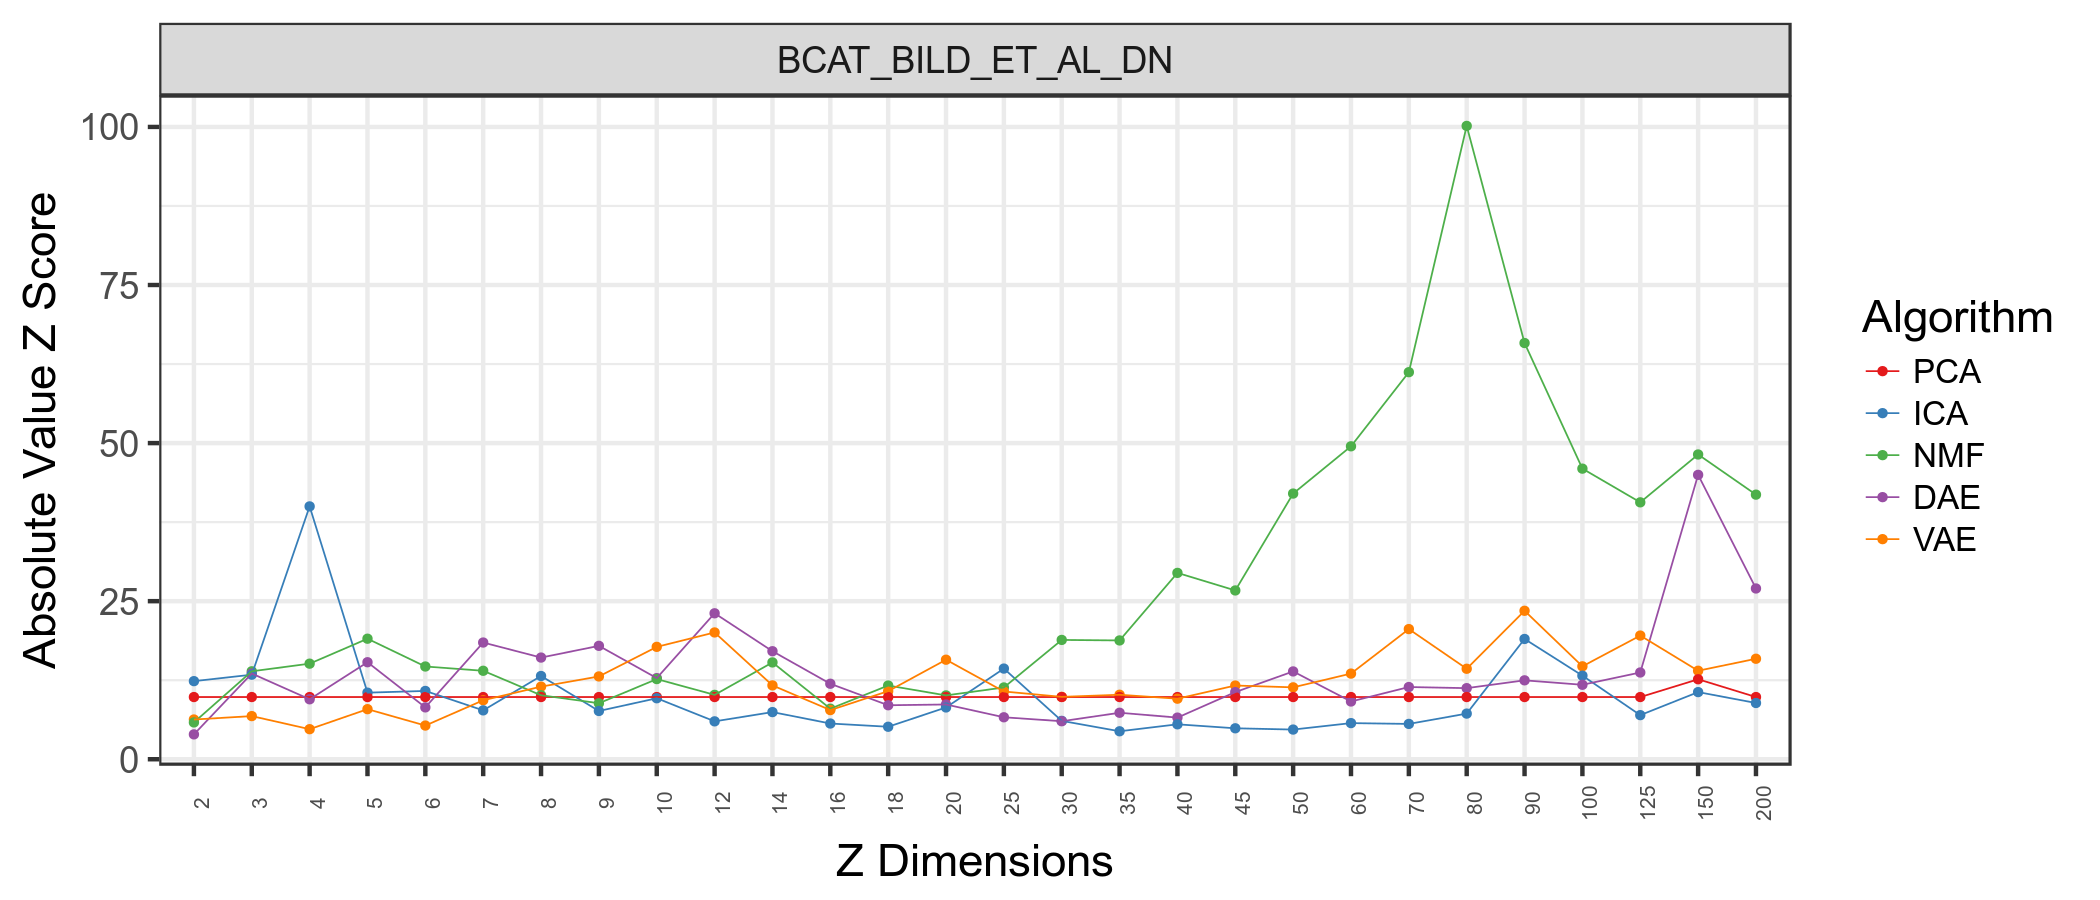 BCAT_BILD_ET_AL_DN
Absolute Value Z Score
100
75
50
25
0
2 3 4 5 6 7 8 9 10 12 14 16 18 20 25 30 35 40 45 50 60 70 80 90 100 125 150 200
Z Dimensions
Algorithm
PCA
ICA
NMF
DAE
VAE